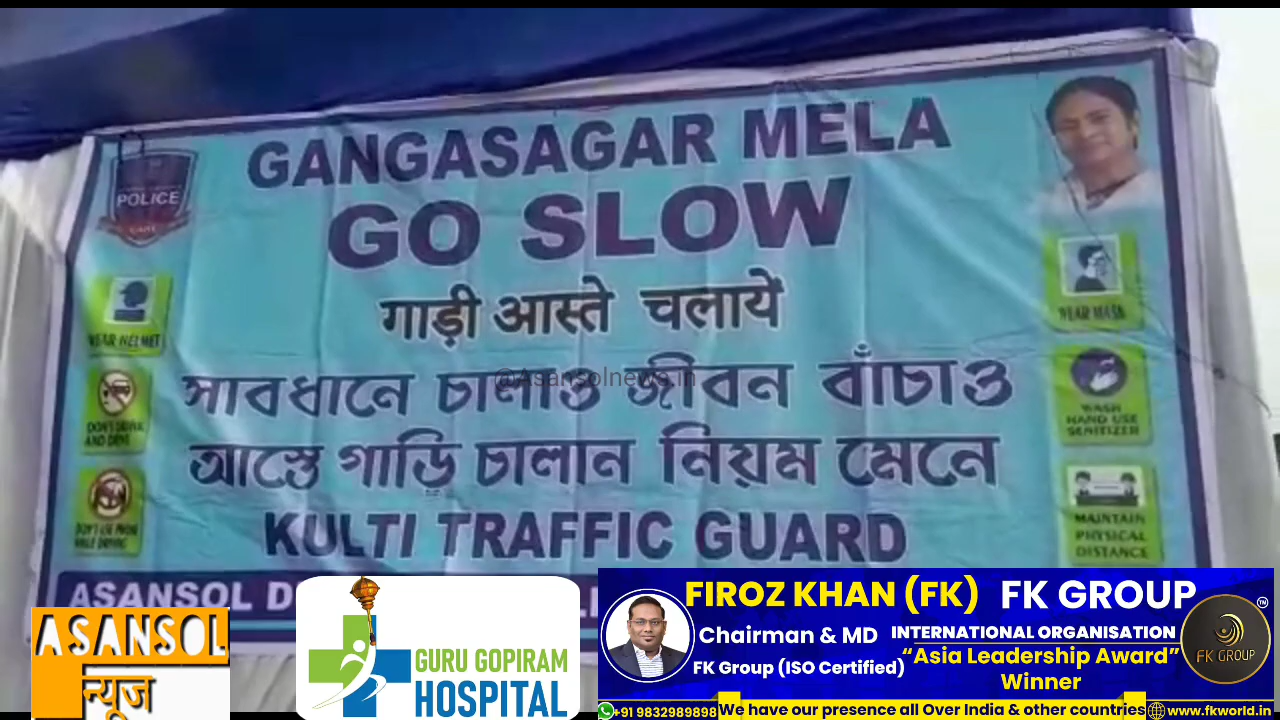 GANGASAGAR MELA
GO SLOW
गाड़ी आस्ते चलायें
সাবধানে চালাও জীবন বাঁচাও
আস্তে গাড়ি চালান নিয়ম মেনে
KULTI TRAFFIC GUARD
ASANSOL
POLICE
WEAR HELMET
DON'T DRINK
AND DRIVE
DON'T USE PHONE
WHILE DRIVING
WEAR MASK
WASH
HAND USE
SENITIZER
MAINTAIN
PHYSICAL
DISTANCE
@Asansolnews.in
ASANSOL
न्यूज
GURU GOPIRAM
HOSPITAL
FIROZ KHAN (FK) FK GROUP
Chairman & MD INTERNATIONAL ORGANISATION
FK Group (ISO Certified) “Asia Leadership Award”
Winner
FK GROUP
TM
+91 9832989898 We have our presence all Over India & other countries www.fkworld.in